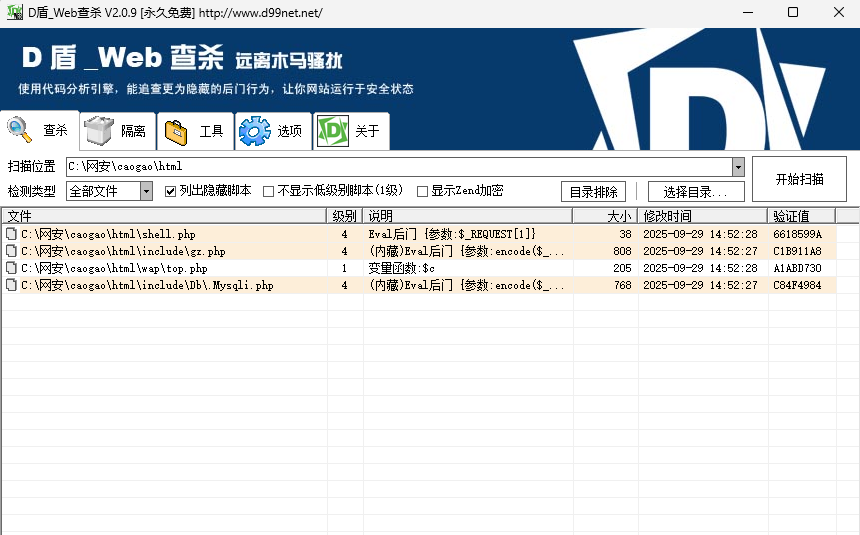 D盾_Web查杀 V2.0.9 [永久免费] http://www.d99net.net/
D 盾 _Web 查杀 远离木马骚扰
使用代码分析引擎，能追查更为隐藏的后门行为，让你网站运行于安全状态
D
查杀 隔离 工具 选项 关于
扫描位置 C:\网安\caogao\html 开始扫描
检测类型 全部文件 列出隐藏脚本 不显示低级别脚本(1级) 显示Zend加密 目录排除 选择目录...
文件 级别 说明 大小 修改时间 验证值
C:\网安\caogao\html\shell.php 4 Eval后门 {参数:$_REQUEST[1]} 38 2025-09-29 14:52:28 6618599A
C:\网安\caogao\html\include\gz.php 4 (内藏)Eval后门 {参数:encode($_... 808 2025-09-29 14:52:27 C1B911A8
C:\网安\caogao\html\wap\top.php 1 变量函数:$c 205 2025-09-29 14:52:28 A1ABD730
C:\网安\caogao\html\include\Db\.Mysqli.php 4 (内藏)Eval后门 {参数:encode($_... 768 2025-09-29 14:52:27 C84F4984